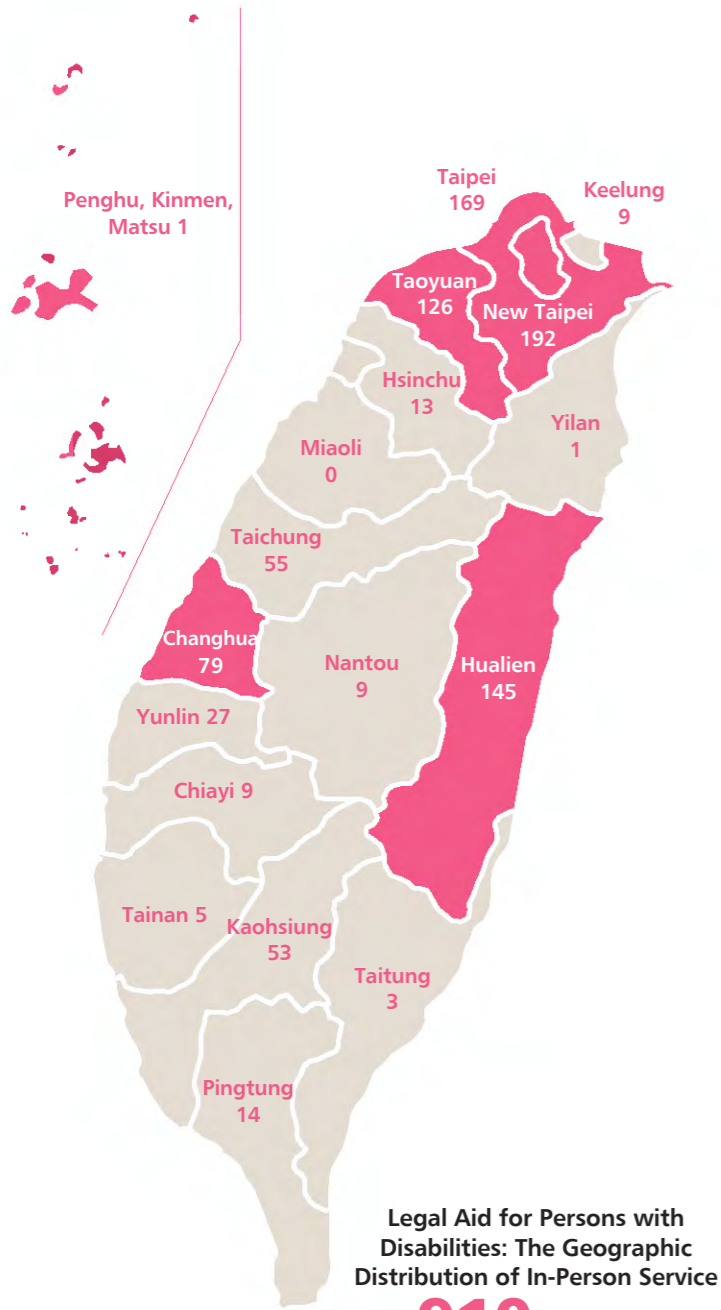 Penghu, Kinmen,
Matsu 1
Taipei
169
Keelung
9
Taoyuan
126
New Taipei
192
Hsinchu
13
Yilan
1
Miaoli
0
Taichung
55
Changhua
79
Nantou
9
Hualien
145
Yunlin 27
Chiayi 9
Tainan 5
Kaohsiung
53
Taitung
3
Pingtung
14
Legal Aid for Persons with
Disabilities: The Geographic
Distribution of In-Person Service
910